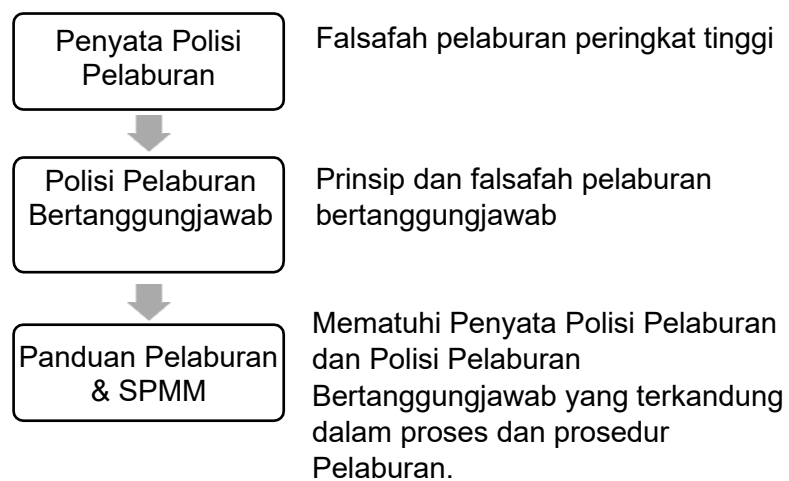 Penyata Polisi
Pelaburan
Falsafah pelaburan peringkat tinggi
Polisi Pelaburan
Bertanggungjawab
Prinsip dan falsafah pelaburan
bertanggungjawab
Panduan Pelaburan
& SPMM
Mematuhi Penyata Polisi Pelaburan
dan Polisi Pelaburan
Bertanggungjawab yang terkandung
dalam proses dan prosedur
Pelaburan.